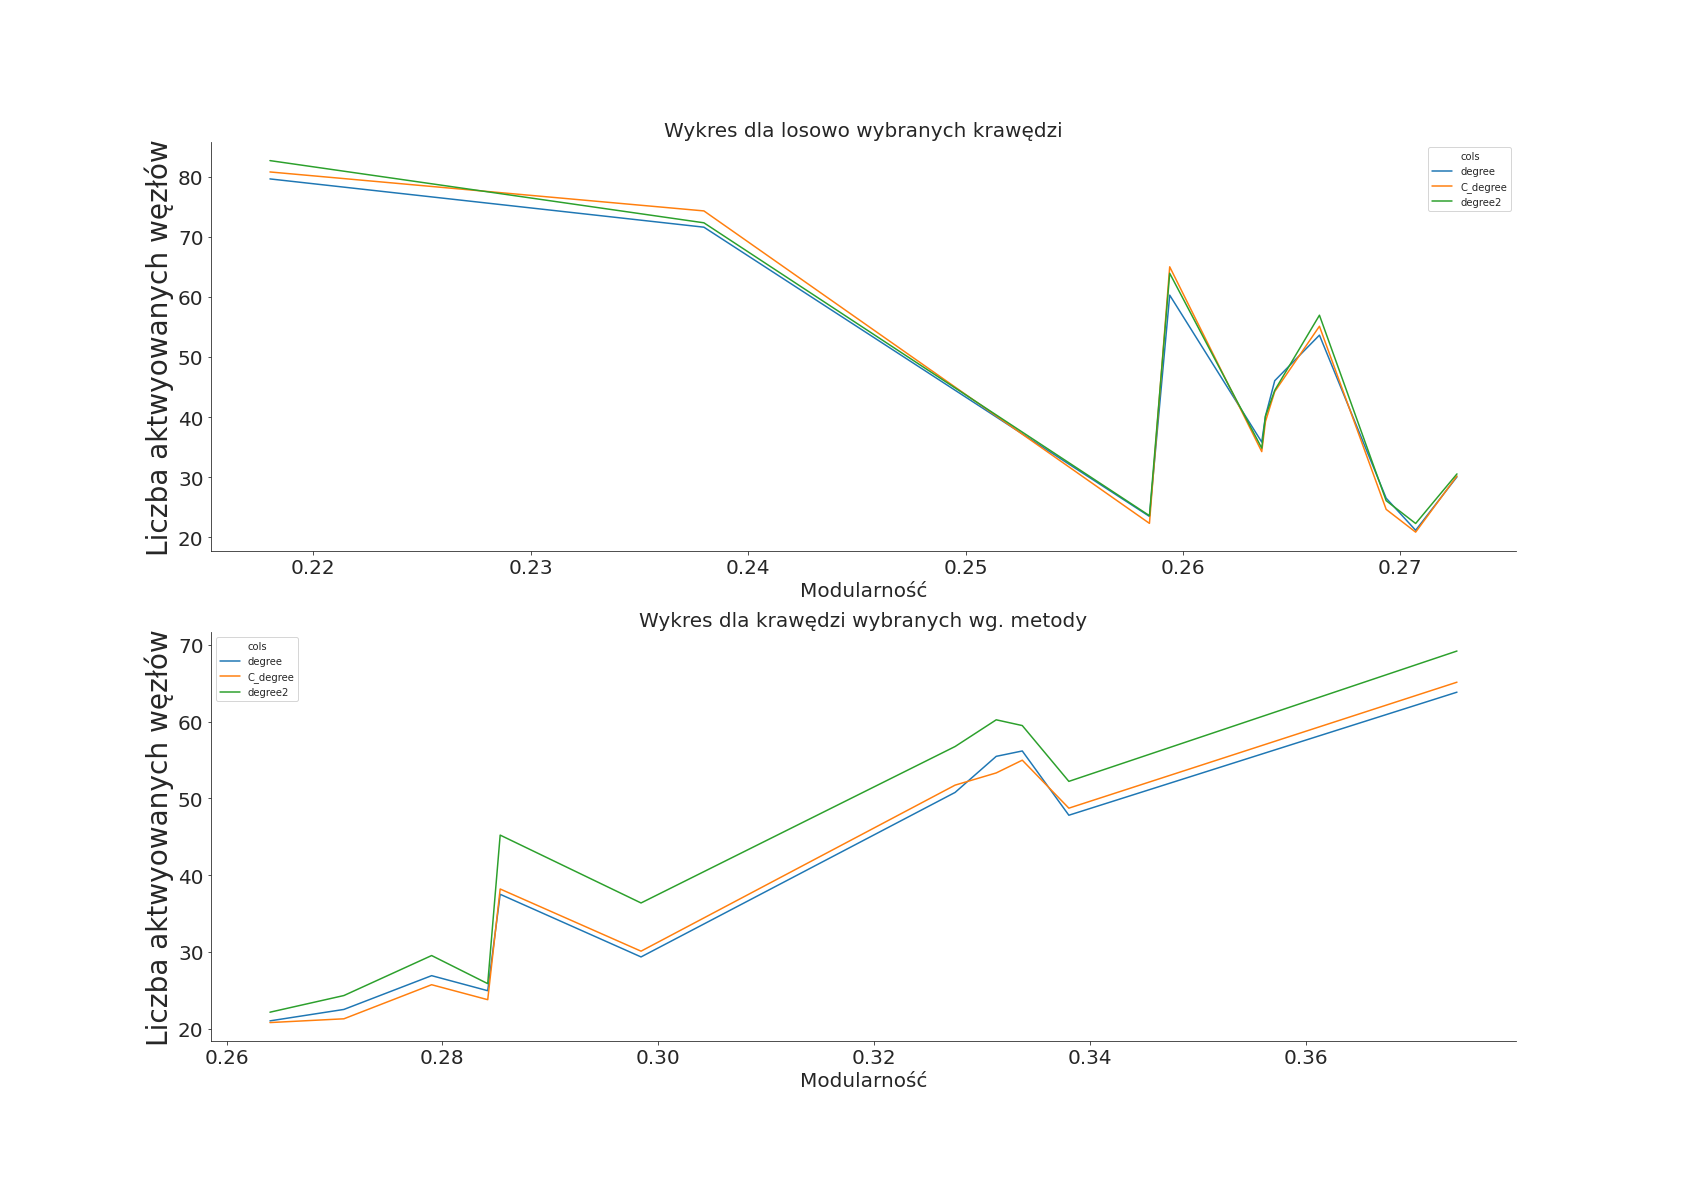 Wykres dla losowo wybranych krawędzi
Liczba aktwyowanych węzłów
80
70
60
50
40
30
20
cols
degree
C_degree
degree2
0.22 0.23 0.24 0.25 0.26 0.27
Modularność
Wykres dla krawędzi wybranych wg. metody
Liczba aktwyowanych węzłów
70
60
50
40
30
20
cols
degree
C_degree
degree2
0.26 0.28 0.30 0.32 0.34 0.36
Modularność